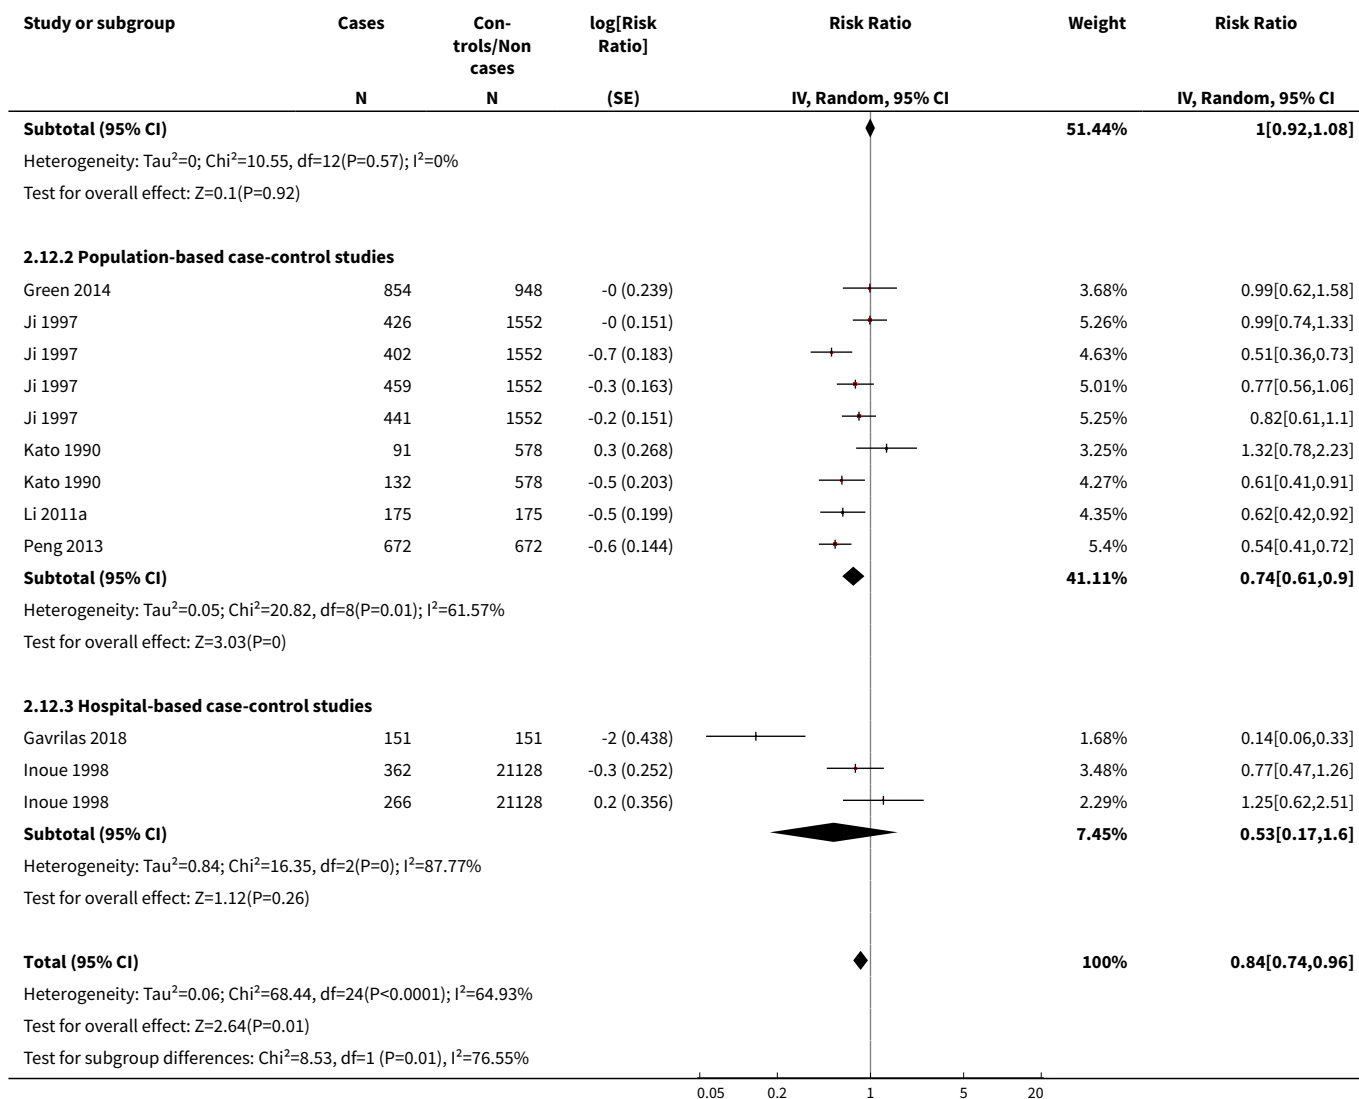 Study or subgroup Cases Con- log[Risk Risk Ratio Weight Risk Ratio
trols/Non Ratio]
cases
N N (SE) IV, Random, 95% CI IV, Random, 95% CI
Subtotal (95% CI) 51.44% 1[0.92,1.08]
Heterogeneity: Tau²=0; Chi²=10.55, df=12(P=0.57); I²=0%
Test for overall effect: Z=0.1(P=0.92)
2.12.2 Population-based case-control studies
Green 2014 854 948 -0 (0.239) 3.68% 0.99[0.62,1.58]
Ji 1997 426 1552 -0 (0.151) 5.26% 0.99[0.74,1.33]
Ji 1997 402 1552 -0.7 (0.183) 4.63% 0.51[0.36,0.73]
Ji 1997 459 1552 -0.3 (0.163) 5.01% 0.77[0.56,1.06]
Ji 1997 441 1552 -0.2 (0.151) 5.25% 0.82[0.61,1.1]
Kato 1990 91 578 0.3 (0.268) 3.25% 1.32[0.78,2.23]
Kato 1990 132 578 -0.5 (0.203) 4.27% 0.61[0.41,0.91]
Li 2011a 175 175 -0.5 (0.199) 4.35% 0.62[0.42,0.92]
Peng 2013 672 672 -0.6 (0.144) 5.4% 0.54[0.41,0.72]
Subtotal (95% CI) 41.11% 0.74[0.61,0.9]
Heterogeneity: Tau²=0.05; Chi²=20.82, df=8(P=0.01); I²=61.57%
Test for overall effect: Z=3.03(P=0)
2.12.3 Hospital-based case-control studies
Gavrilas 2018 151 151 -2 (0.438) 1.68% 0.14[0.06,0.33]
Inoue 1998 362 21128 -0.3 (0.252) 3.48% 0.77[0.47,1.26]
Inoue 1998 266 21128 0.2 (0.356) 2.29% 1.25[0.62,2.51]
Subtotal (95% CI) 7.45% 0.53[0.17,1.6]
Heterogeneity: Tau²=0.84; Chi²=16.35, df=2(P=0); I²=87.77%
Test for overall effect: Z=1.12(P=0.26)
Total (95% CI) 100% 0.84[0.74,0.96]
Heterogeneity: Tau²=0.06; Chi²=68.44, df=24(P<0.0001); I²=64.93%
Test for overall effect: Z=2.64(P=0.01)
Test for subgroup differences: Chi²=8.53, df=1 (P=0.01), I²=76.55%
0.05 0.2 1 5 20